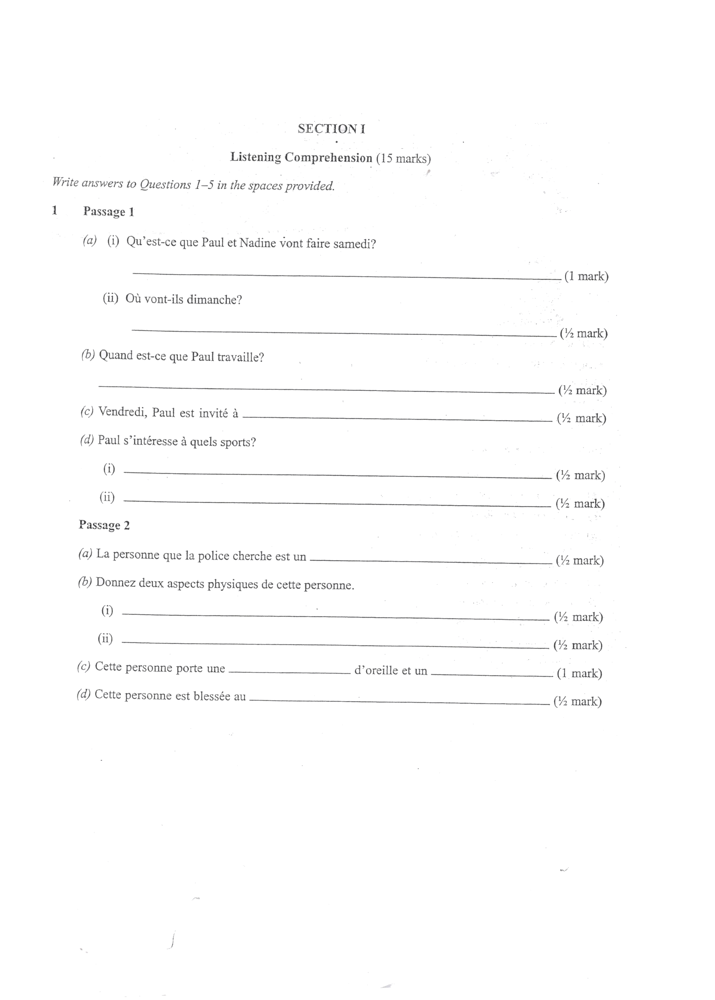 SECTION I
Listening Comprehension (15 marks)
Write answers to Questions 1–5 in the spaces provided.
1 Passage 1
(a) (i) Qu'est-ce que Paul et Nadine vont faire samedi?
(1 mark)
(ii) Où vont-ils dimanche?
(½ mark)
(b) Quand est-ce que Paul travaille?
(½ mark)
(c) Vendredi, Paul est invité à (½ mark)
(d) Paul s'intéresse à quels sports?
(i) (½ mark)
(ii) (½ mark)
Passage 2
(a) La personne que la police cherche est un (½ mark)
(b) Donnez deux aspects physiques de cette personne.
(i) (½ mark)
(ii) (½ mark)
(c) Cette personne porte une d'oreille et un (1 mark)
(d) Cette personne est blessée au (½ mark)